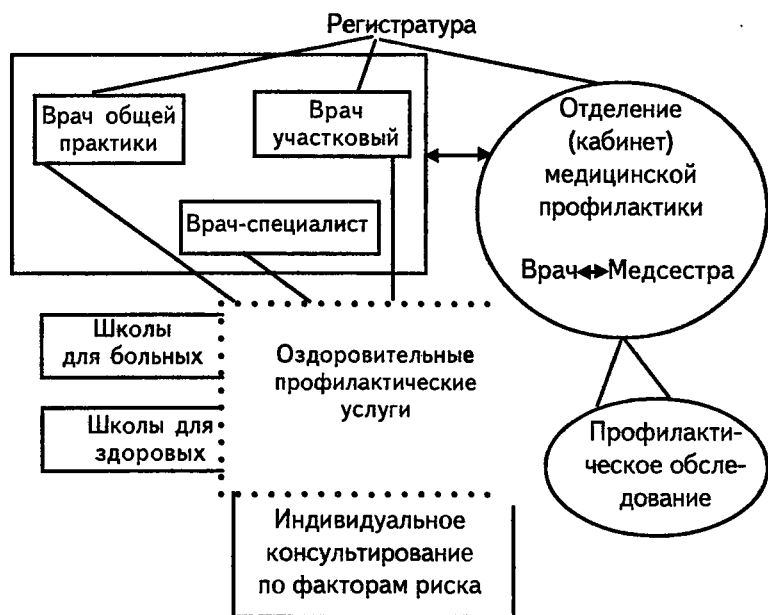 Регистратура
Врач общей
практики
Врач
участковый
Врач-специалист
Отделение
(кабинет)
медицинской
профилактики
Врач Медсестра
Школы
для больных
Школы для
здоровых
Оздоровительные
профилактические
услуги
Профилакти-
ческое обсле-
дование
Индивидуальное
консультирование
по факторам риска